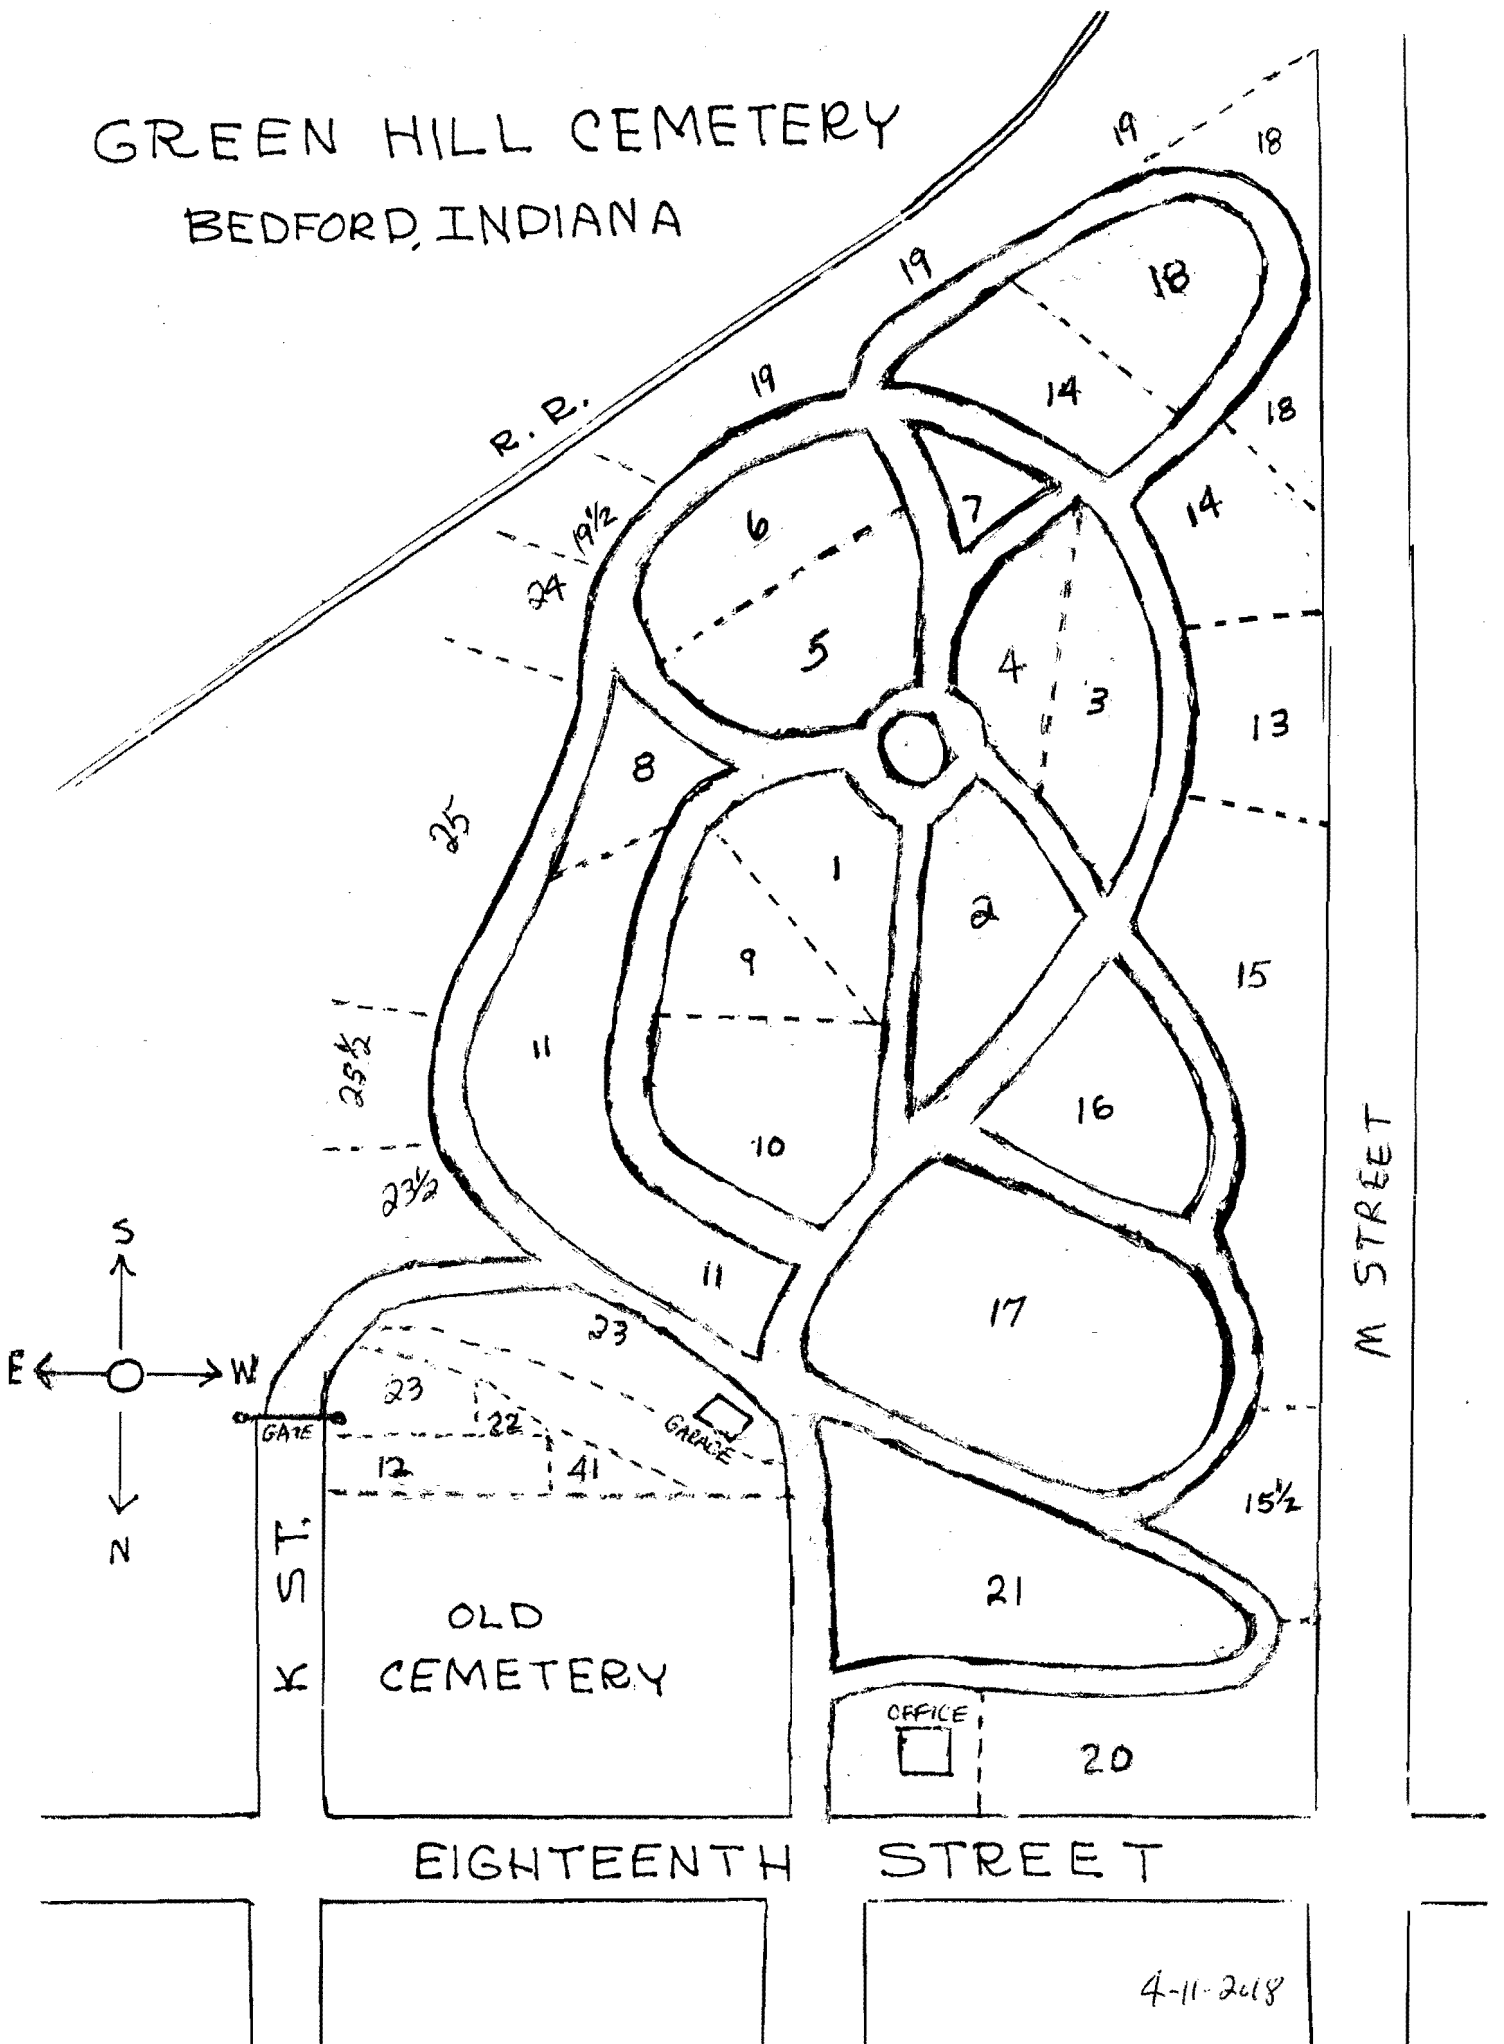 GREEN HILL CEMETERY
BEDFORD, INDIANA
R. R.
19
18
19
18
19
14
18
7
14
6
19½
24
5
4
3
13
8
25
1
2
9
15
11
25½
10
16
23½
11
17
23
23
22
GARAGE
12
41
15½
S
E
W
N
GATE
K ST.
M STREET
21
OLD
CEMETERY
OFFICE
20
EIGHTEENTH STREET
4-11-2018